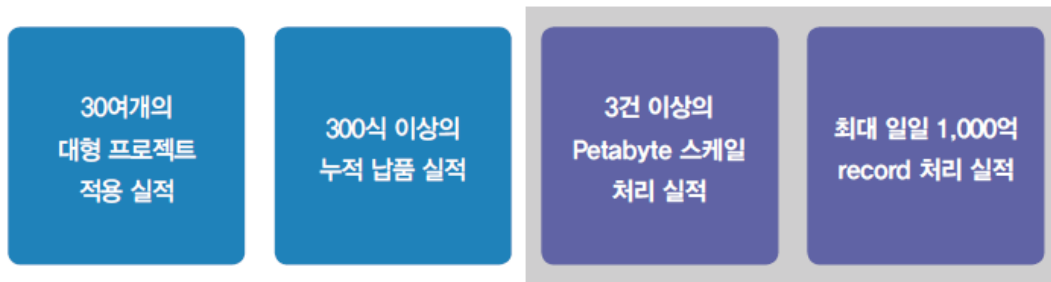 30여개의
대형 프로젝트
적용 실적
300식 이상의
누적 납품 실적
3건 이상의
Petabyte 스케일
처리 실적
최대 일일 1,000억
record 처리 실적